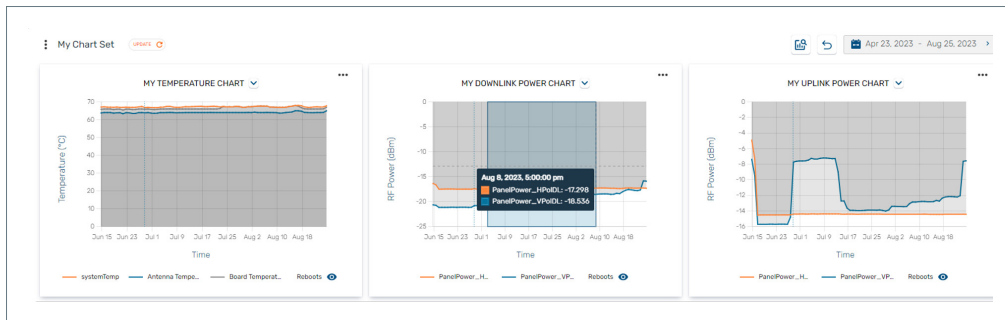 My Chart Set UPDATE Apr 23, 2023 - Aug 25, 2023
MY TEMPERATURE CHART
70
60
50
40
30
20
10
0
Temperature (°C)
Jun 15 Jun 23 Jul 1 Jul 9 Jul 17 Jul 25 Aug 2 Aug 10 Aug 18
Time
systemTemp Antenna Tempe... Board Temperat... Reboots
MY DOWNLINK POWER CHART
0
-5
-10
-15
-20
-25
RF Power (dBm)
Aug 8, 2023, 5:00:00 pm
PanelPower_HPolDL: -17.298
PanelPower_VPolDL: -18.536
Jun 15 Jun 23 Jul 1 Jul 9 Jul 17 Jul 25 Aug 2 Aug 10 Aug 18
Time
PanelPower_H... PanelPower_VP... Reboots
MY UPLINK POWER CHART
0
-2
-4
-6
-8
-10
-12
-14
-16
RF Power (dBm)
Jun 15 Jun 23 Jul 1 Jul 9 Jul 17 Jul 25 Aug 2 Aug 10 Aug 18
Time
PanelPower_H... PanelPower_VP... Reboots